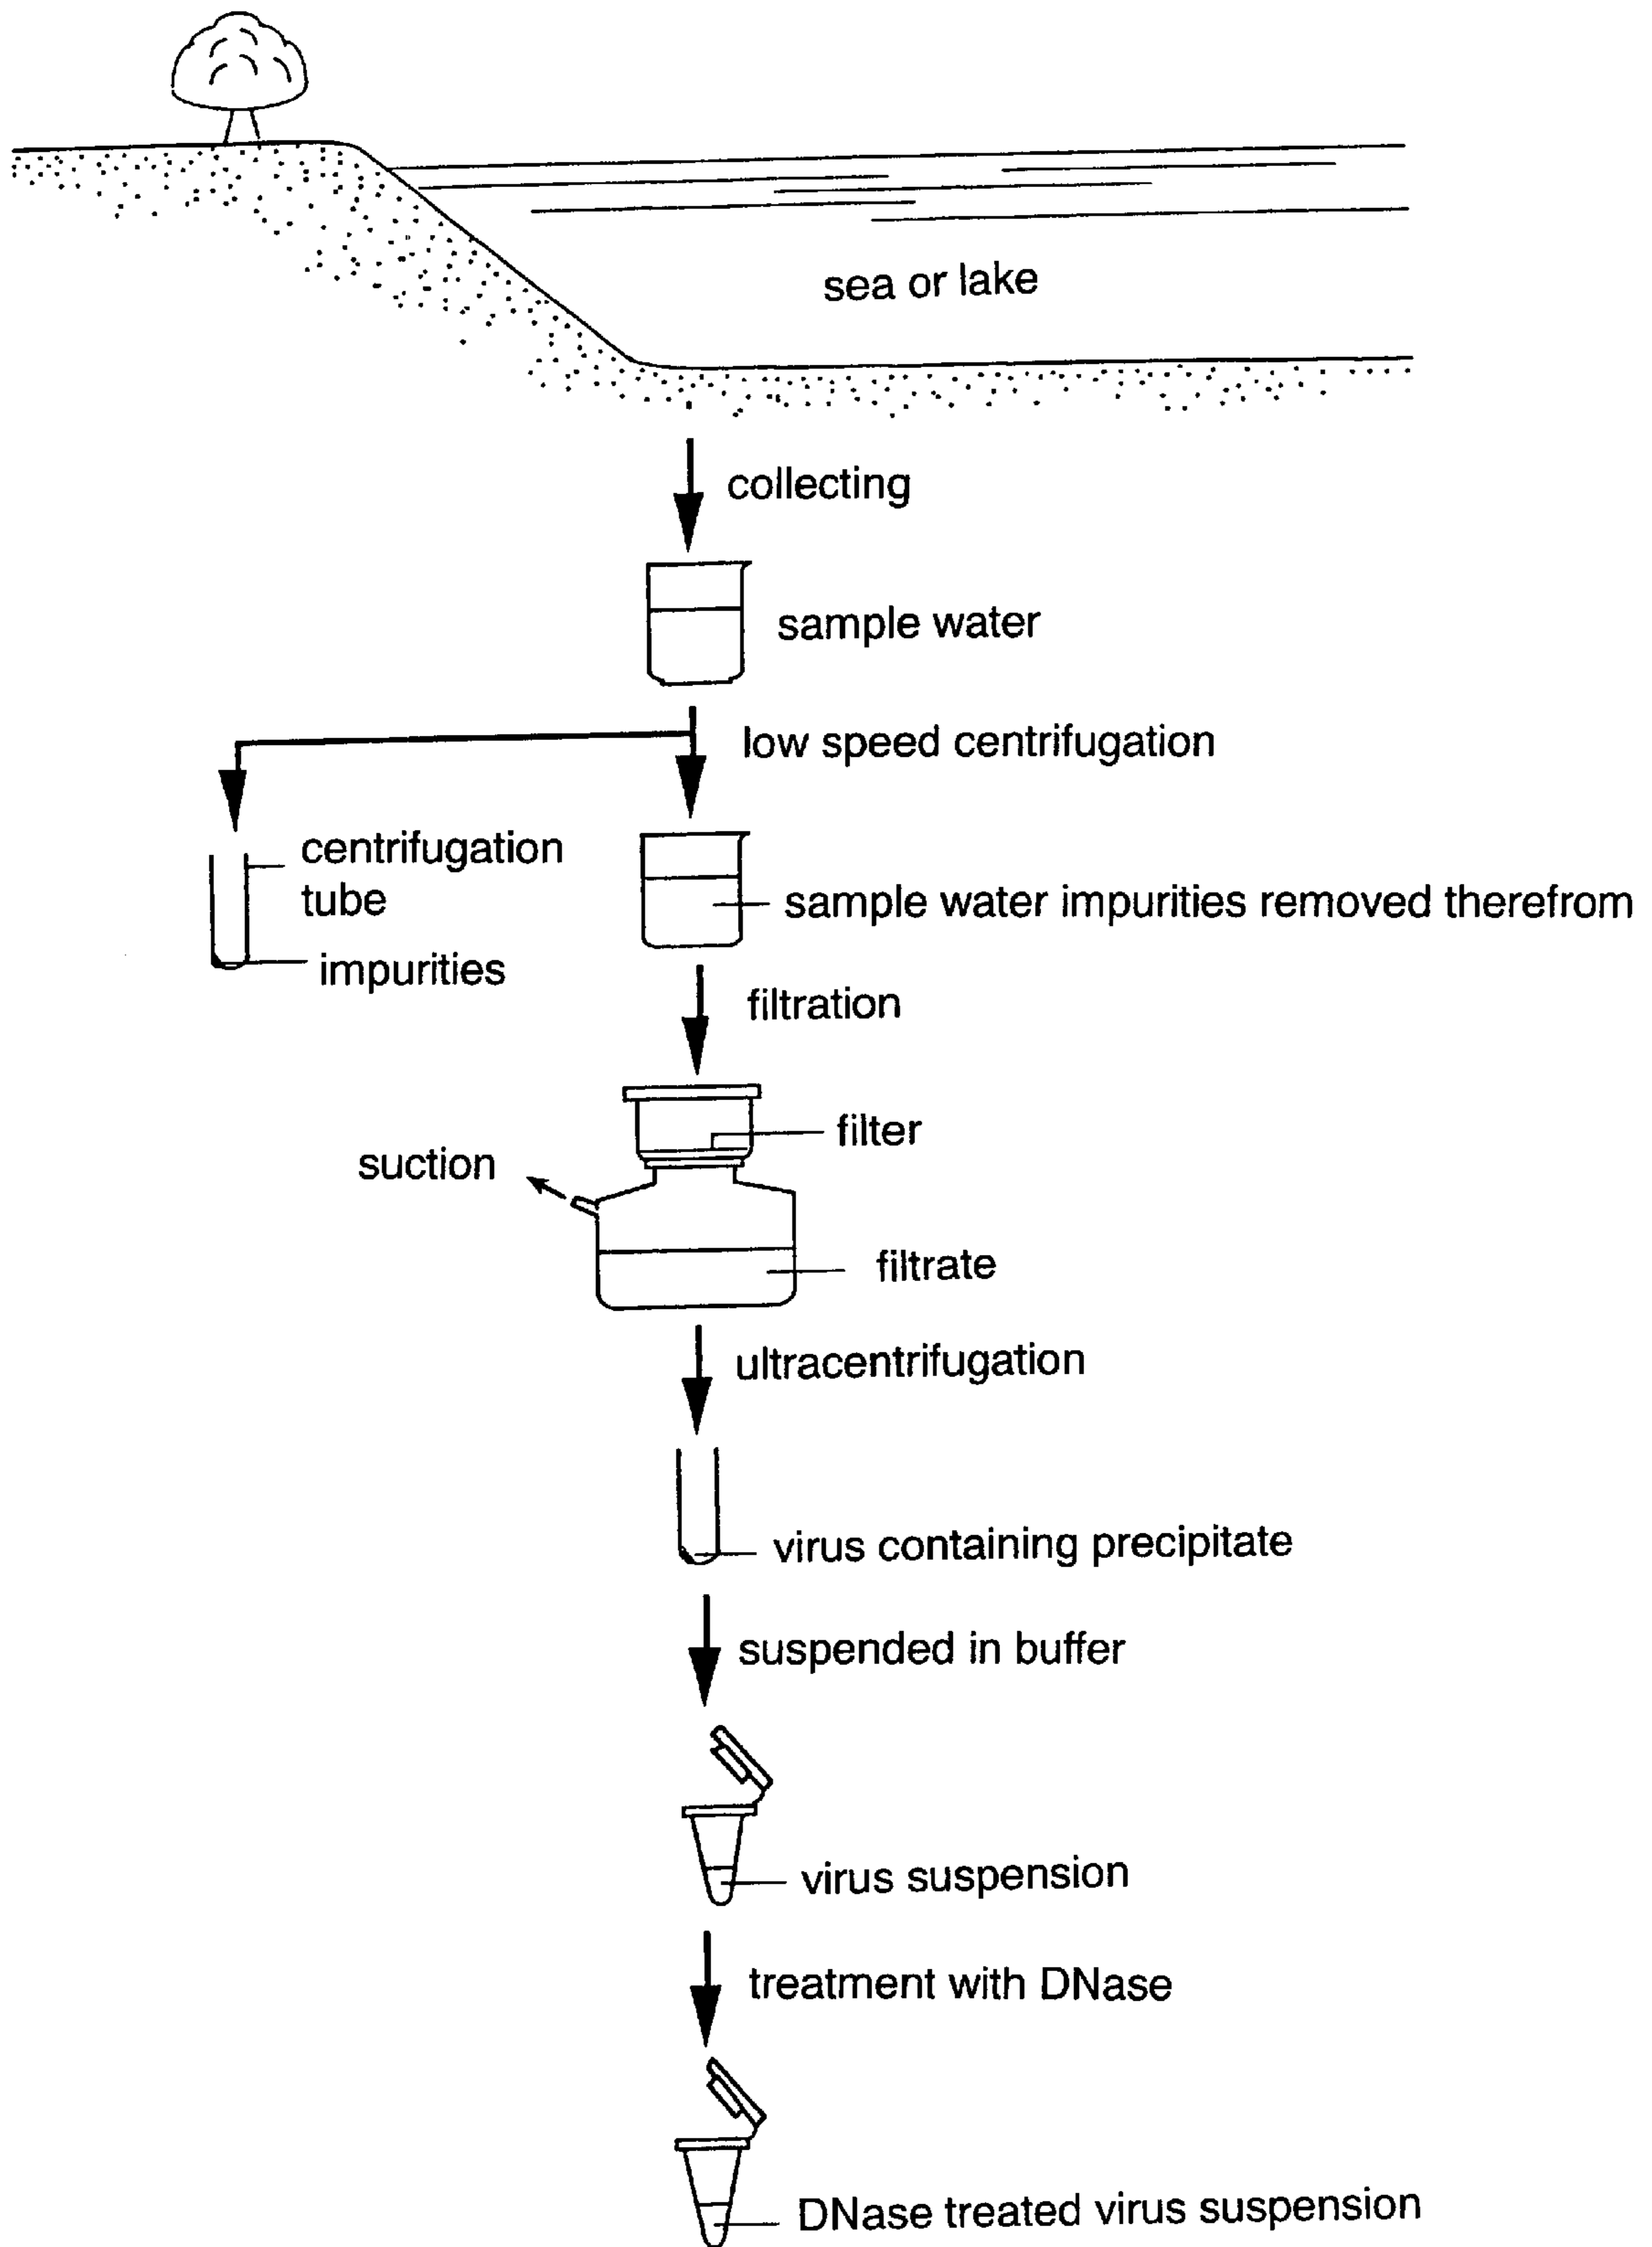 sea or lake
collecting
sample water
low speed centrifugation
centrifugation
tube
impurities
sample water impurities removed therefrom
filtration
filter
suction
filtrate
ultracentrifugation
virus containing precipitate
suspended in buffer
virus suspension
treatment with DNase
DNase treated virus suspension